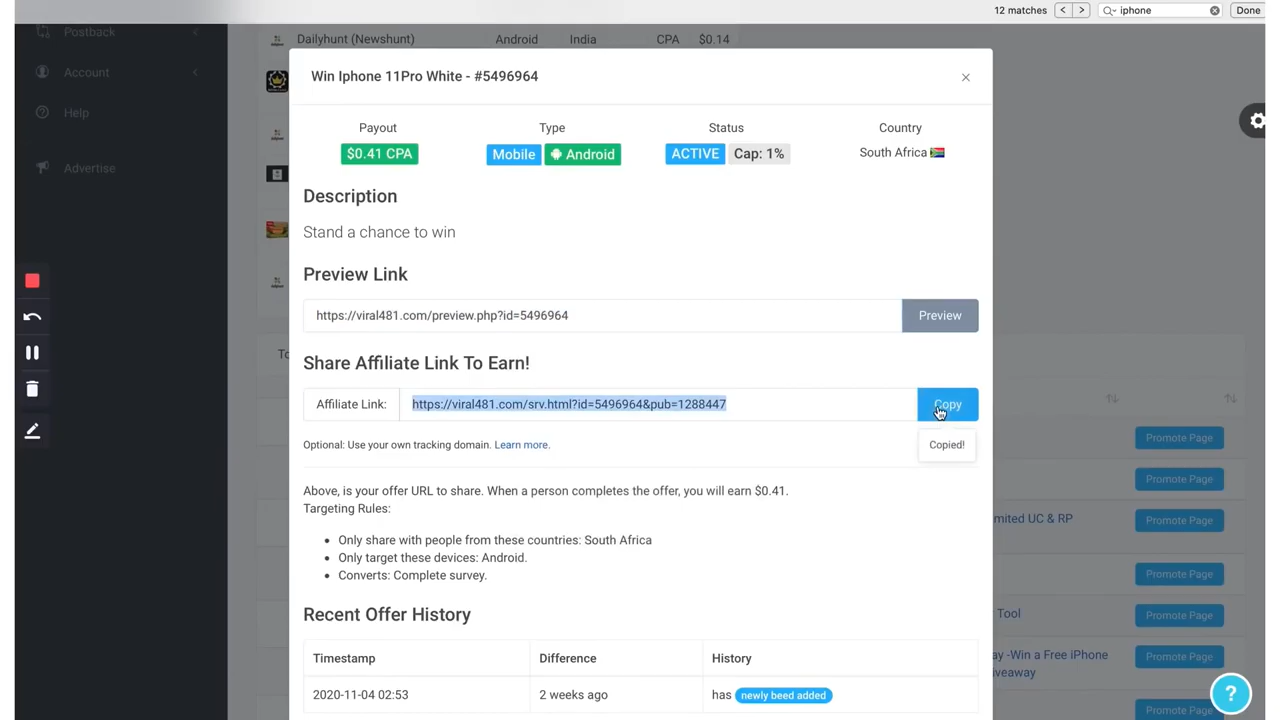 12 matches
iphone
Done
Postback
Dailyhunt (Newshunt) Android India CPA $0.14
Account
Help
Advertise
Win Iphone 11Pro White - #5496964
Payout Type Status Country
$0.41 CPA Mobile Android ACTIVE Cap: 1% South Africa
Description
Stand a chance to win
Preview Link
https://viral481.com/preview.php?id=5496964 Preview
To
Share Affiliate Link To Earn!
Affiliate Link: https://viral481.com/srv.html?id=5496964&pub=1288447 Copy
Optional: Use your own tracking domain. Learn more. Copied!
Promote Page
Promote Page
Above, is your offer URL to share. When a person completes the offer, you will earn $0.41.
Targeting Rules:
mited UC & RP Promote Page
Only share with people from these countries: South Africa
Only target these devices: Android.
Converts: Complete survey.
Promote Page
Recent Offer History
Tool Promote Page
Timestamp Difference History
ay -Win a Free iPhone Promote Page
iveaway
2020-11-04 02:53 2 weeks ago has newly beed added
Promote Page
?